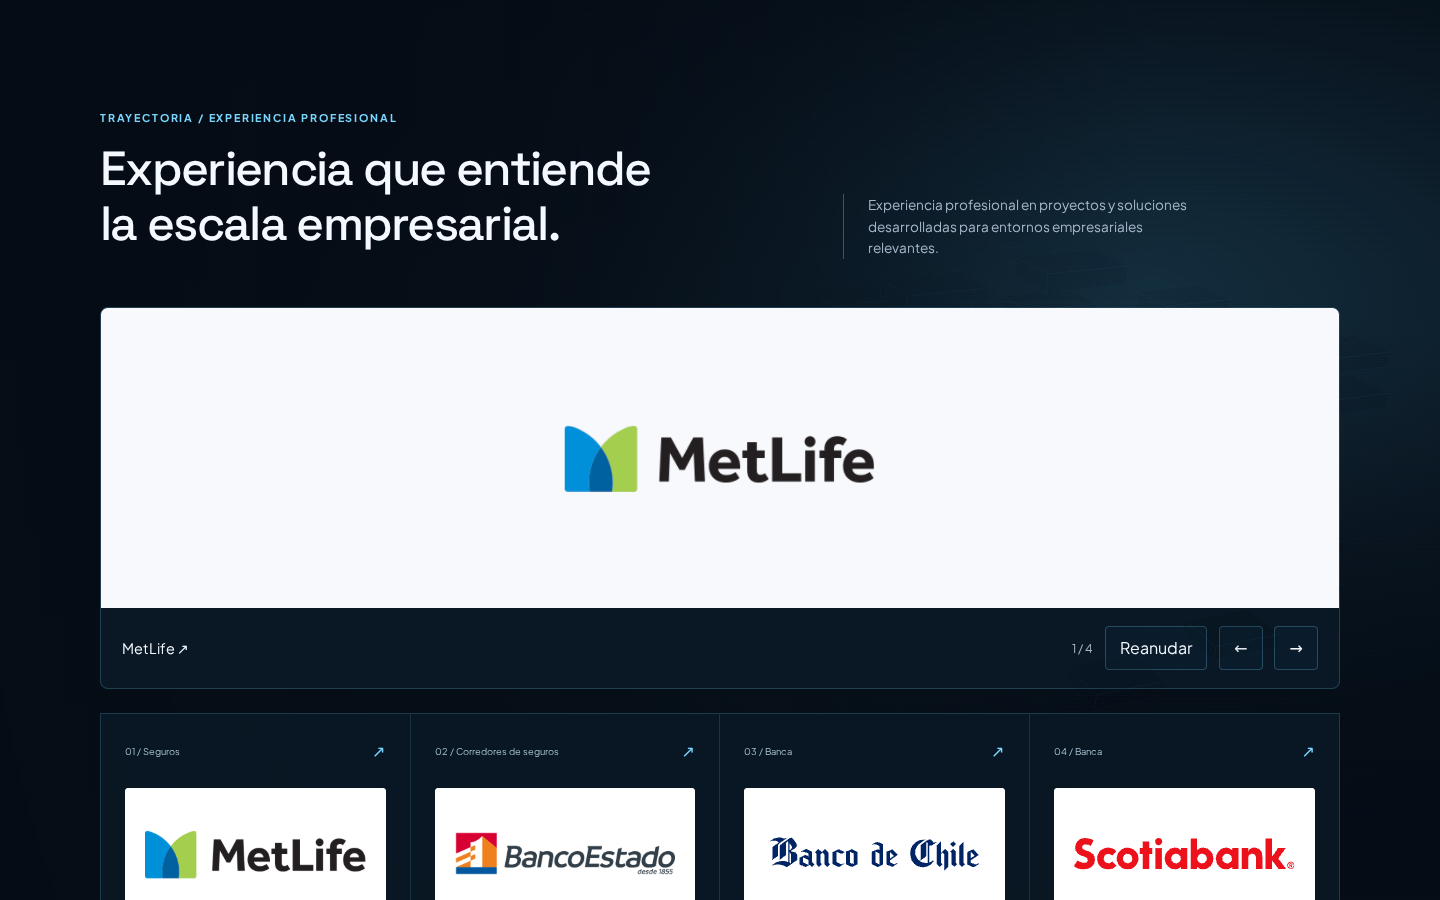 TRAYECTORIA / EXPERIENCIA PROFESIONAL
Experiencia que entiende
la escala empresarial.
Experiencia profesional en proyectos y soluciones
desarrolladas para entornos empresariales
relevantes.
MetLife
MetLife ↗
1 / 4
Reanudar
←
→
01 / Seguros ↗
02 / Corredores de seguros ↗
03 / Banca ↗
04 / Banca ↗
MetLife
BancoEstado
desde 1855
Banco de Chile
Scotiabank®